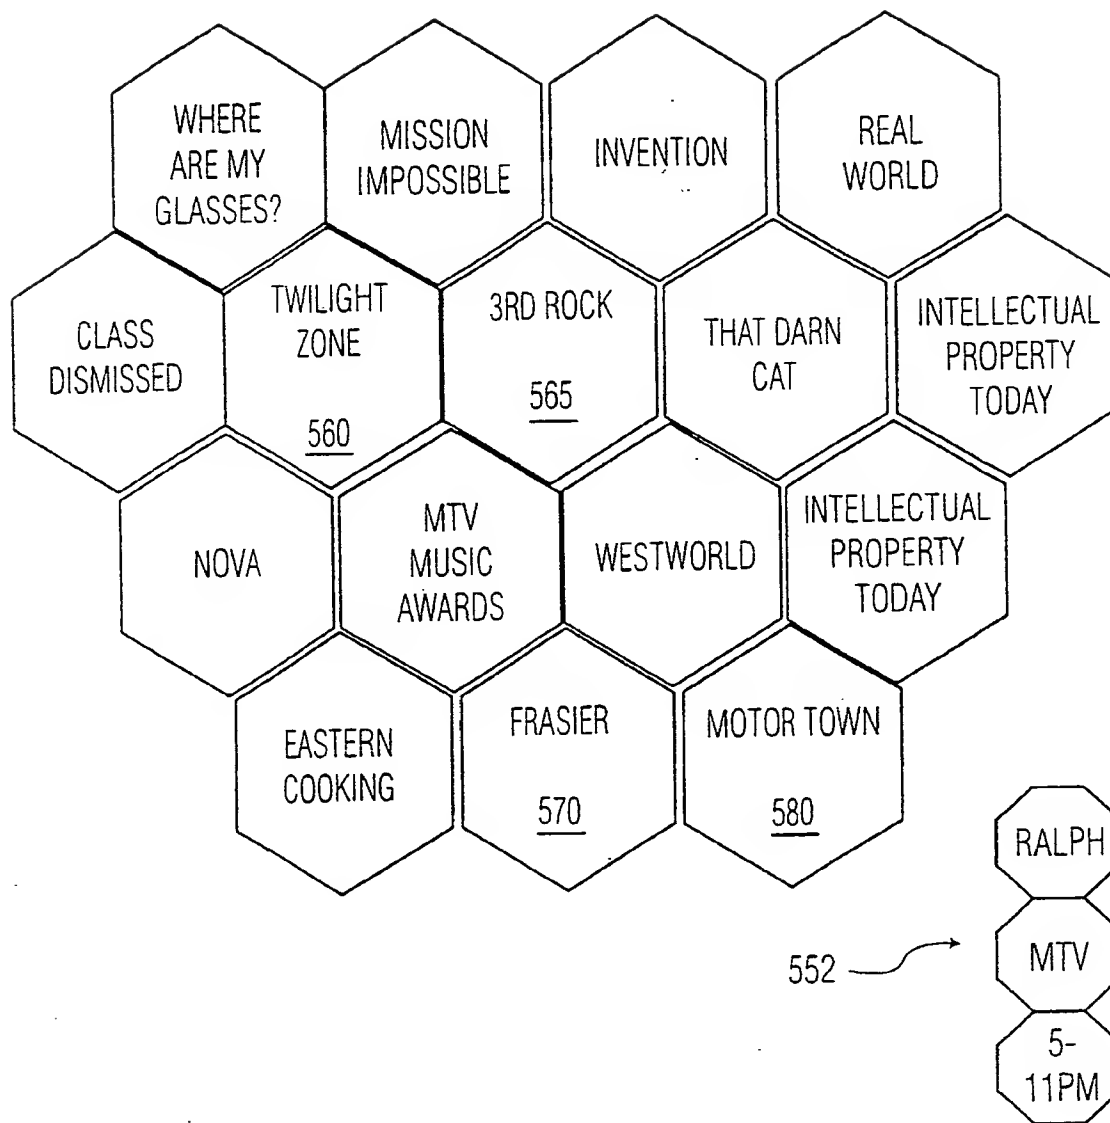 WHERE
ARE MY
GLASSES?
MISSION
IMPOSSIBLE
INVENTION
REAL
WORLD
CLASS
DISMISSED
TWILIGHT
ZONE
560
3RD ROCK
565
THAT DARN
CAT
INTELLECTUAL
PROPERTY
TODAY
NOVA
MTV
MUSIC
AWARDS
WESTWORLD
INTELLECTUAL
PROPERTY
TODAY
EASTERN
COOKING
FRASIER
570
MOTOR TOWN
580
RALPH
552
MTV
5-
11PM